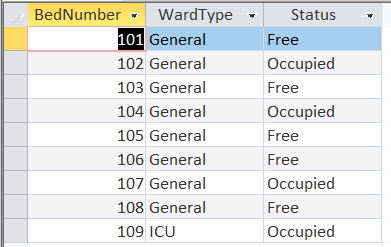 BedNumber WardType Status
101 General Free
102 General Occupied
103 General Free
104 General Occupied
105 General Free
106 General Free
107 General Occupied
108 General Free
109 ICU Occupied